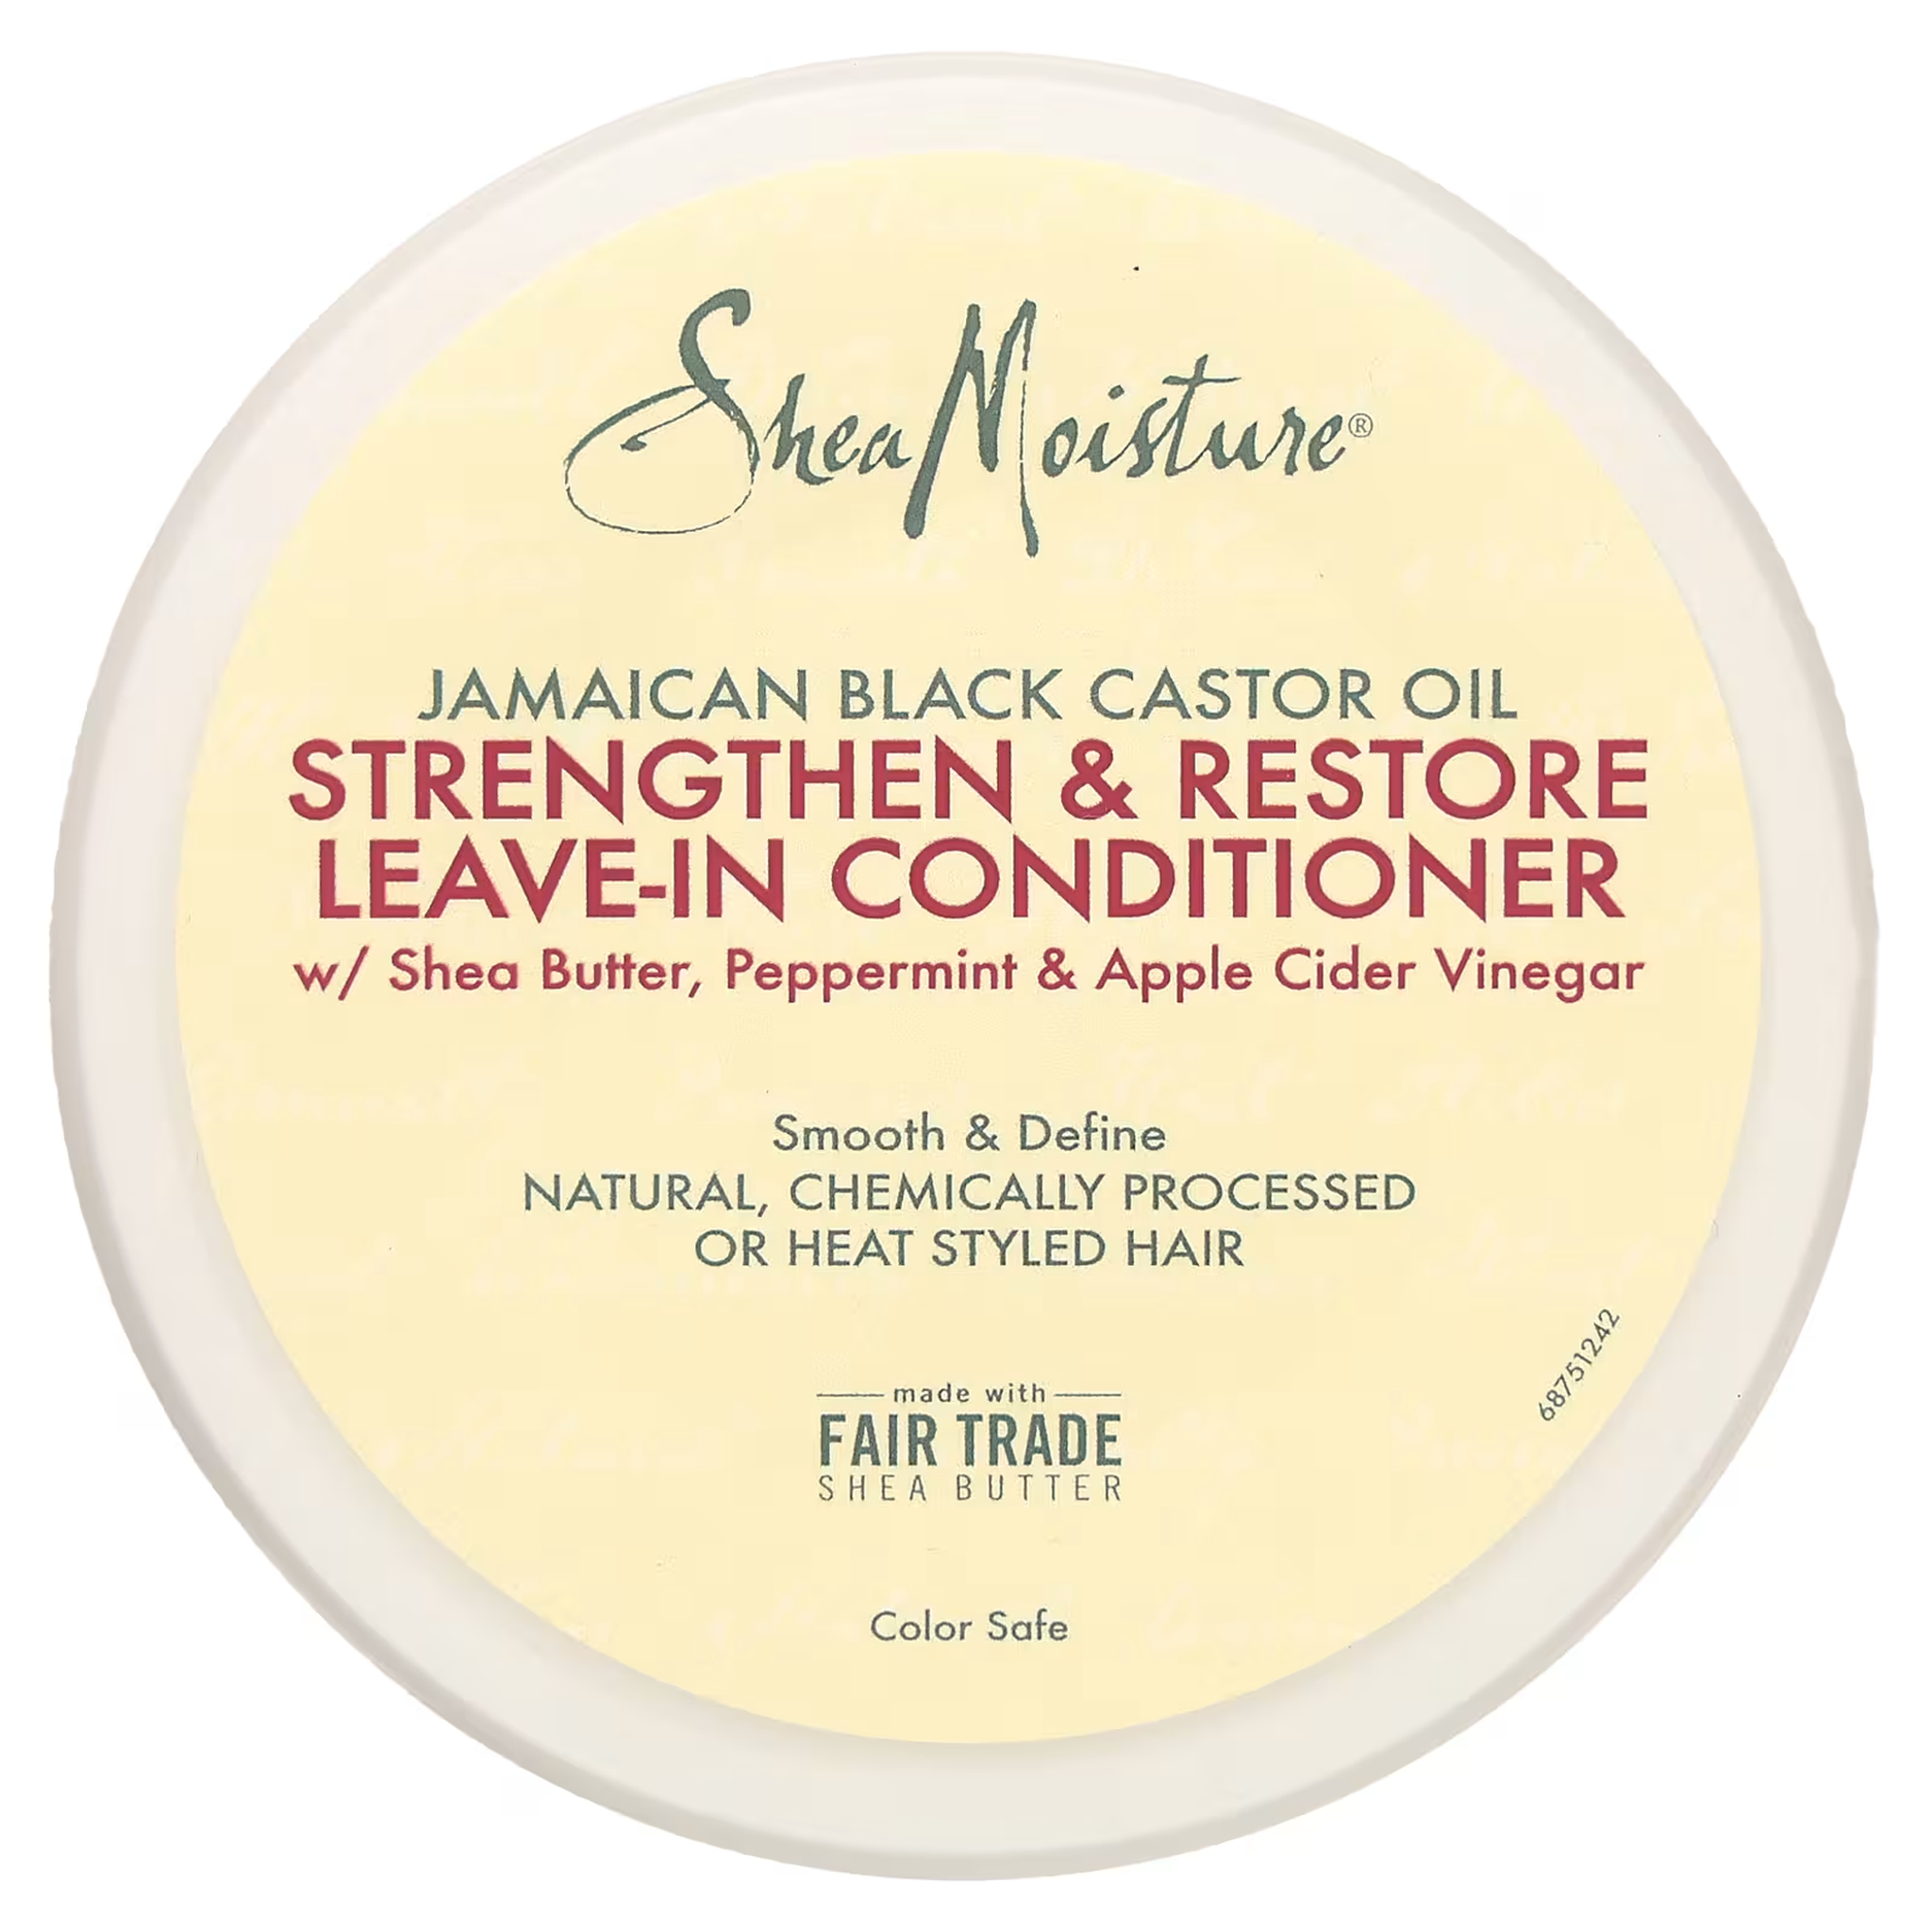 SheaMoisture®
JAMAICAN BLACK CASTOR OIL
STRENGTHEN & RESTORE
LEAVE-IN CONDITIONER
w/ Shea Butter, Peppermint & Apple Cider Vinegar
Smooth & Define
NATURAL, CHEMICALLY PROCESSED
OR HEAT STYLED HAIR
68751242
made with
FAIR TRADE
SHEA BUTTER
Color Safe